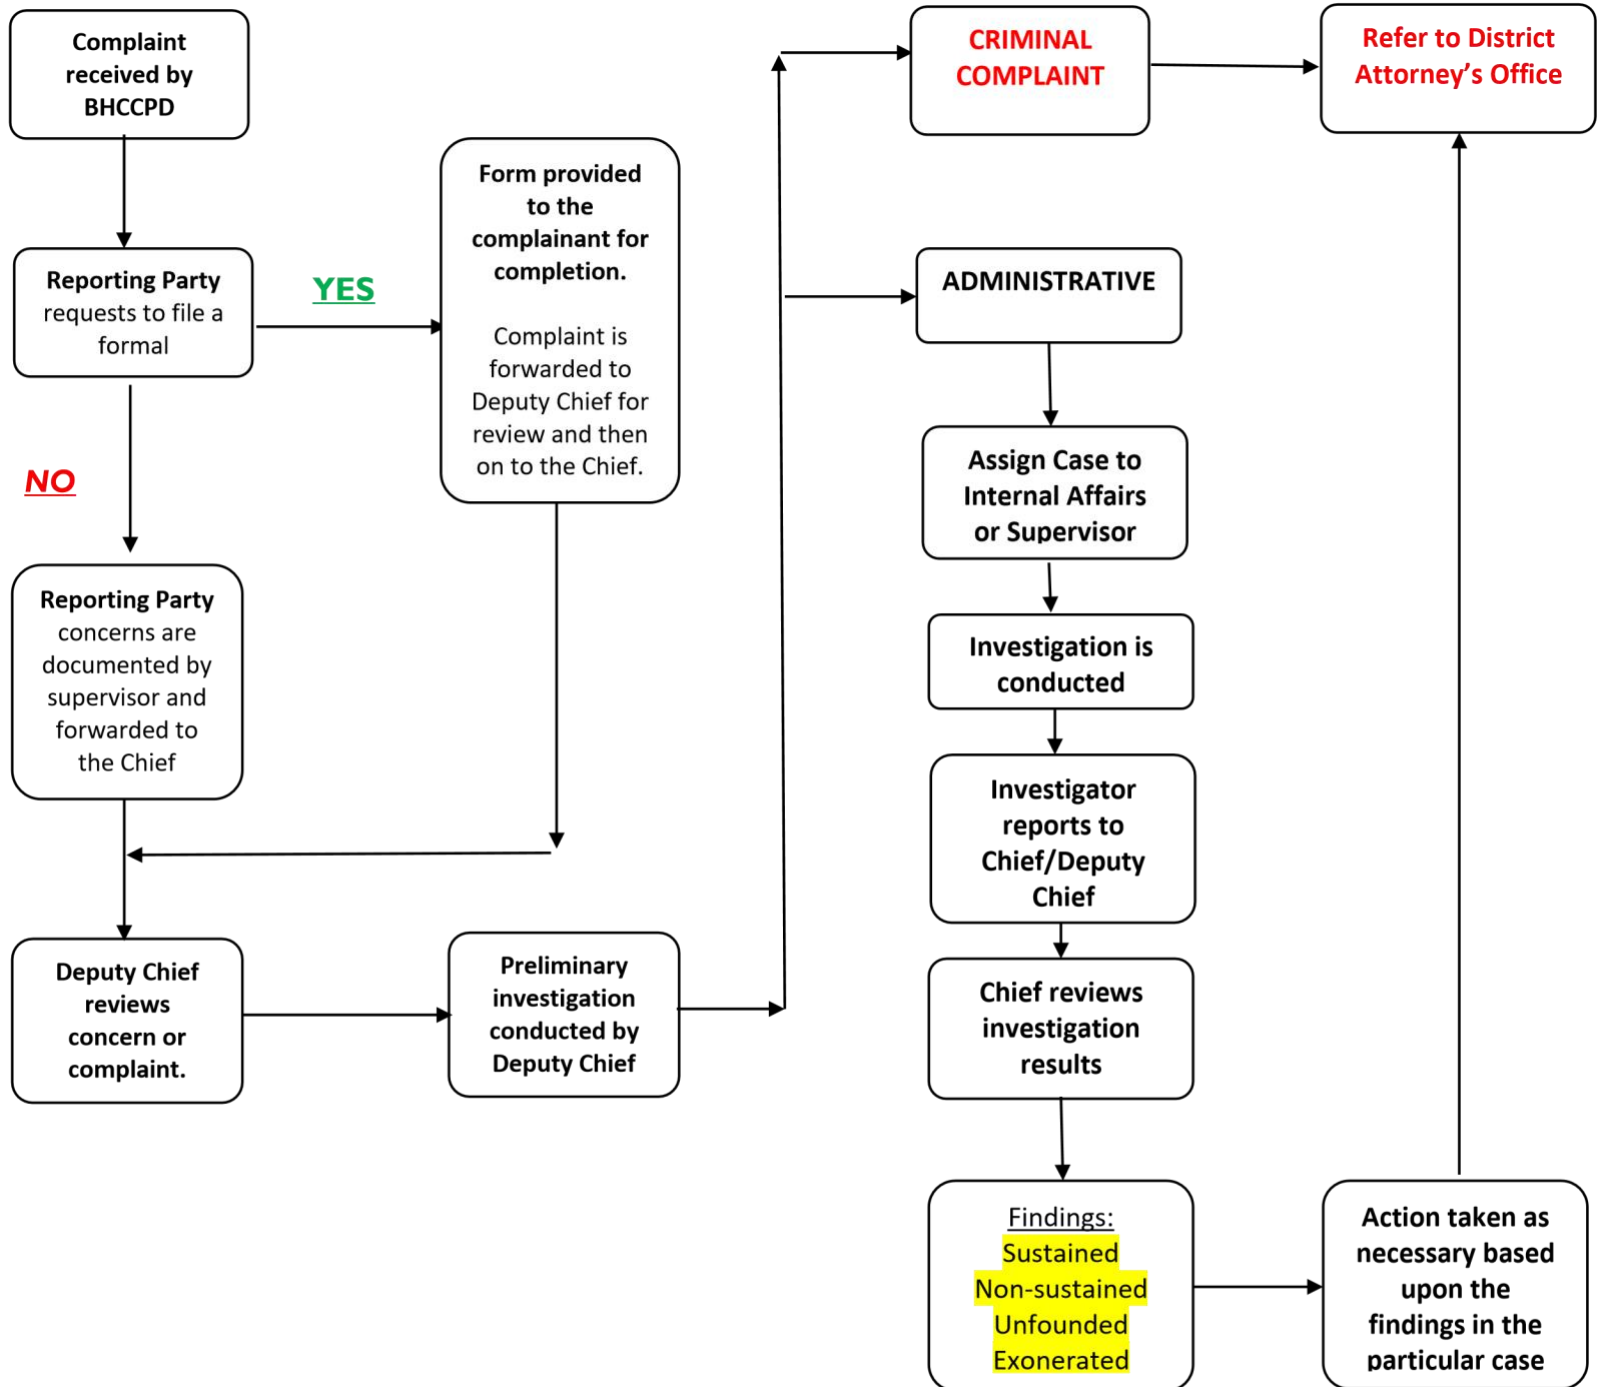 Complaint
received by
BHCCPD
Reporting Party
requests to file a
formal
YES
NO
Form provided
to the
complainant for
completion.
Complaint is
forwarded to
Deputy Chief for
review and then
on to the Chief.
Reporting Party
concerns are
documented by
supervisor and
forwarded to
the Chief
Deputy Chief
reviews
concern or
complaint.
Preliminary
investigation
conducted by
Deputy Chief
CRIMINAL
COMPLAINT
Refer to District
Attorney’s Office
ADMINISTRATIVE
Assign Case to
Internal Affairs
or Supervisor
Investigation is
conducted
Investigator
reports to
Chief/Deputy
Chief
Chief reviews
investigation
results
Findings:
Sustained
Non-sustained
Unfounded
Exonerated
Action taken as
necessary based
upon the
findings in the
particular case